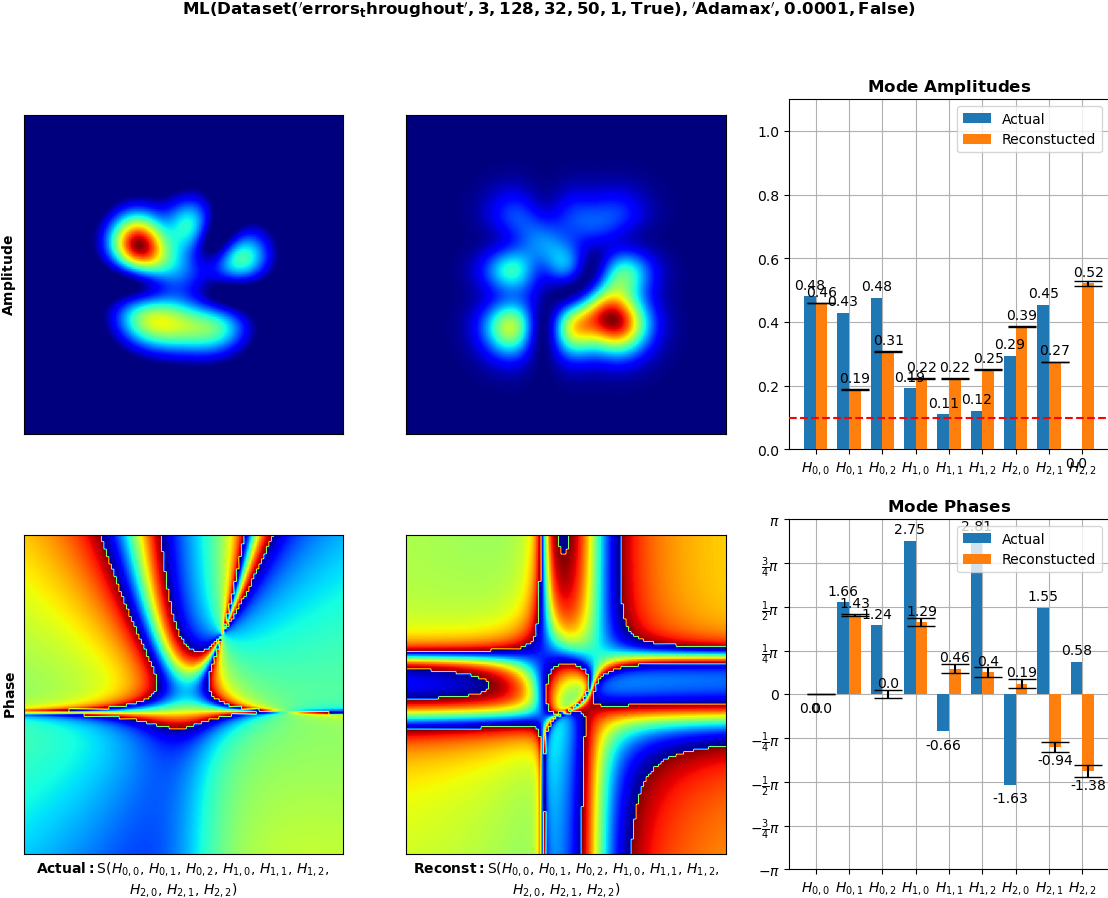 ML(Dataset('errors_throughout', 3, 128, 32, 50, 1, True), 'Adamax', 0.0001, False)
Amplitude
Mode Amplitudes
Actual
Reconstucted
1.0
0.8
0.6
0.4
0.2
0.0
0.48
0.46
0.43
0.19
0.48
0.31
0.19
0.22
0.11
0.22
0.12
0.25
0.29
0.39
0.45
0.27
0.0
0.52
H0,0 H0,1 H0,2 H1,0 H1,1 H1,2 H2,0 H2,1 H2,2
Phase
Mode Phases
Actual
Reconstucted
π
3/4π
1/2π
1/4π
0
−1/4π
−1/2π
−3/4π
−π
0.0
0.0
1.66
1.43
1.24
0.0
2.75
1.29
-0.66
0.46
2.81
0.4
-1.63
0.19
1.55
-0.94
0.58
-1.38
H0,0 H0,1 H0,2 H1,0 H1,1 H1,2 H2,0 H2,1 H2,2
Actual: S(H0,0, H0,1, H0,2, H1,0, H1,1, H1,2,
H2,0, H2,1, H2,2)
Reconst: S(H0,0, H0,1, H0,2, H1,0, H1,1, H1,2,
H2,0, H2,1, H2,2)